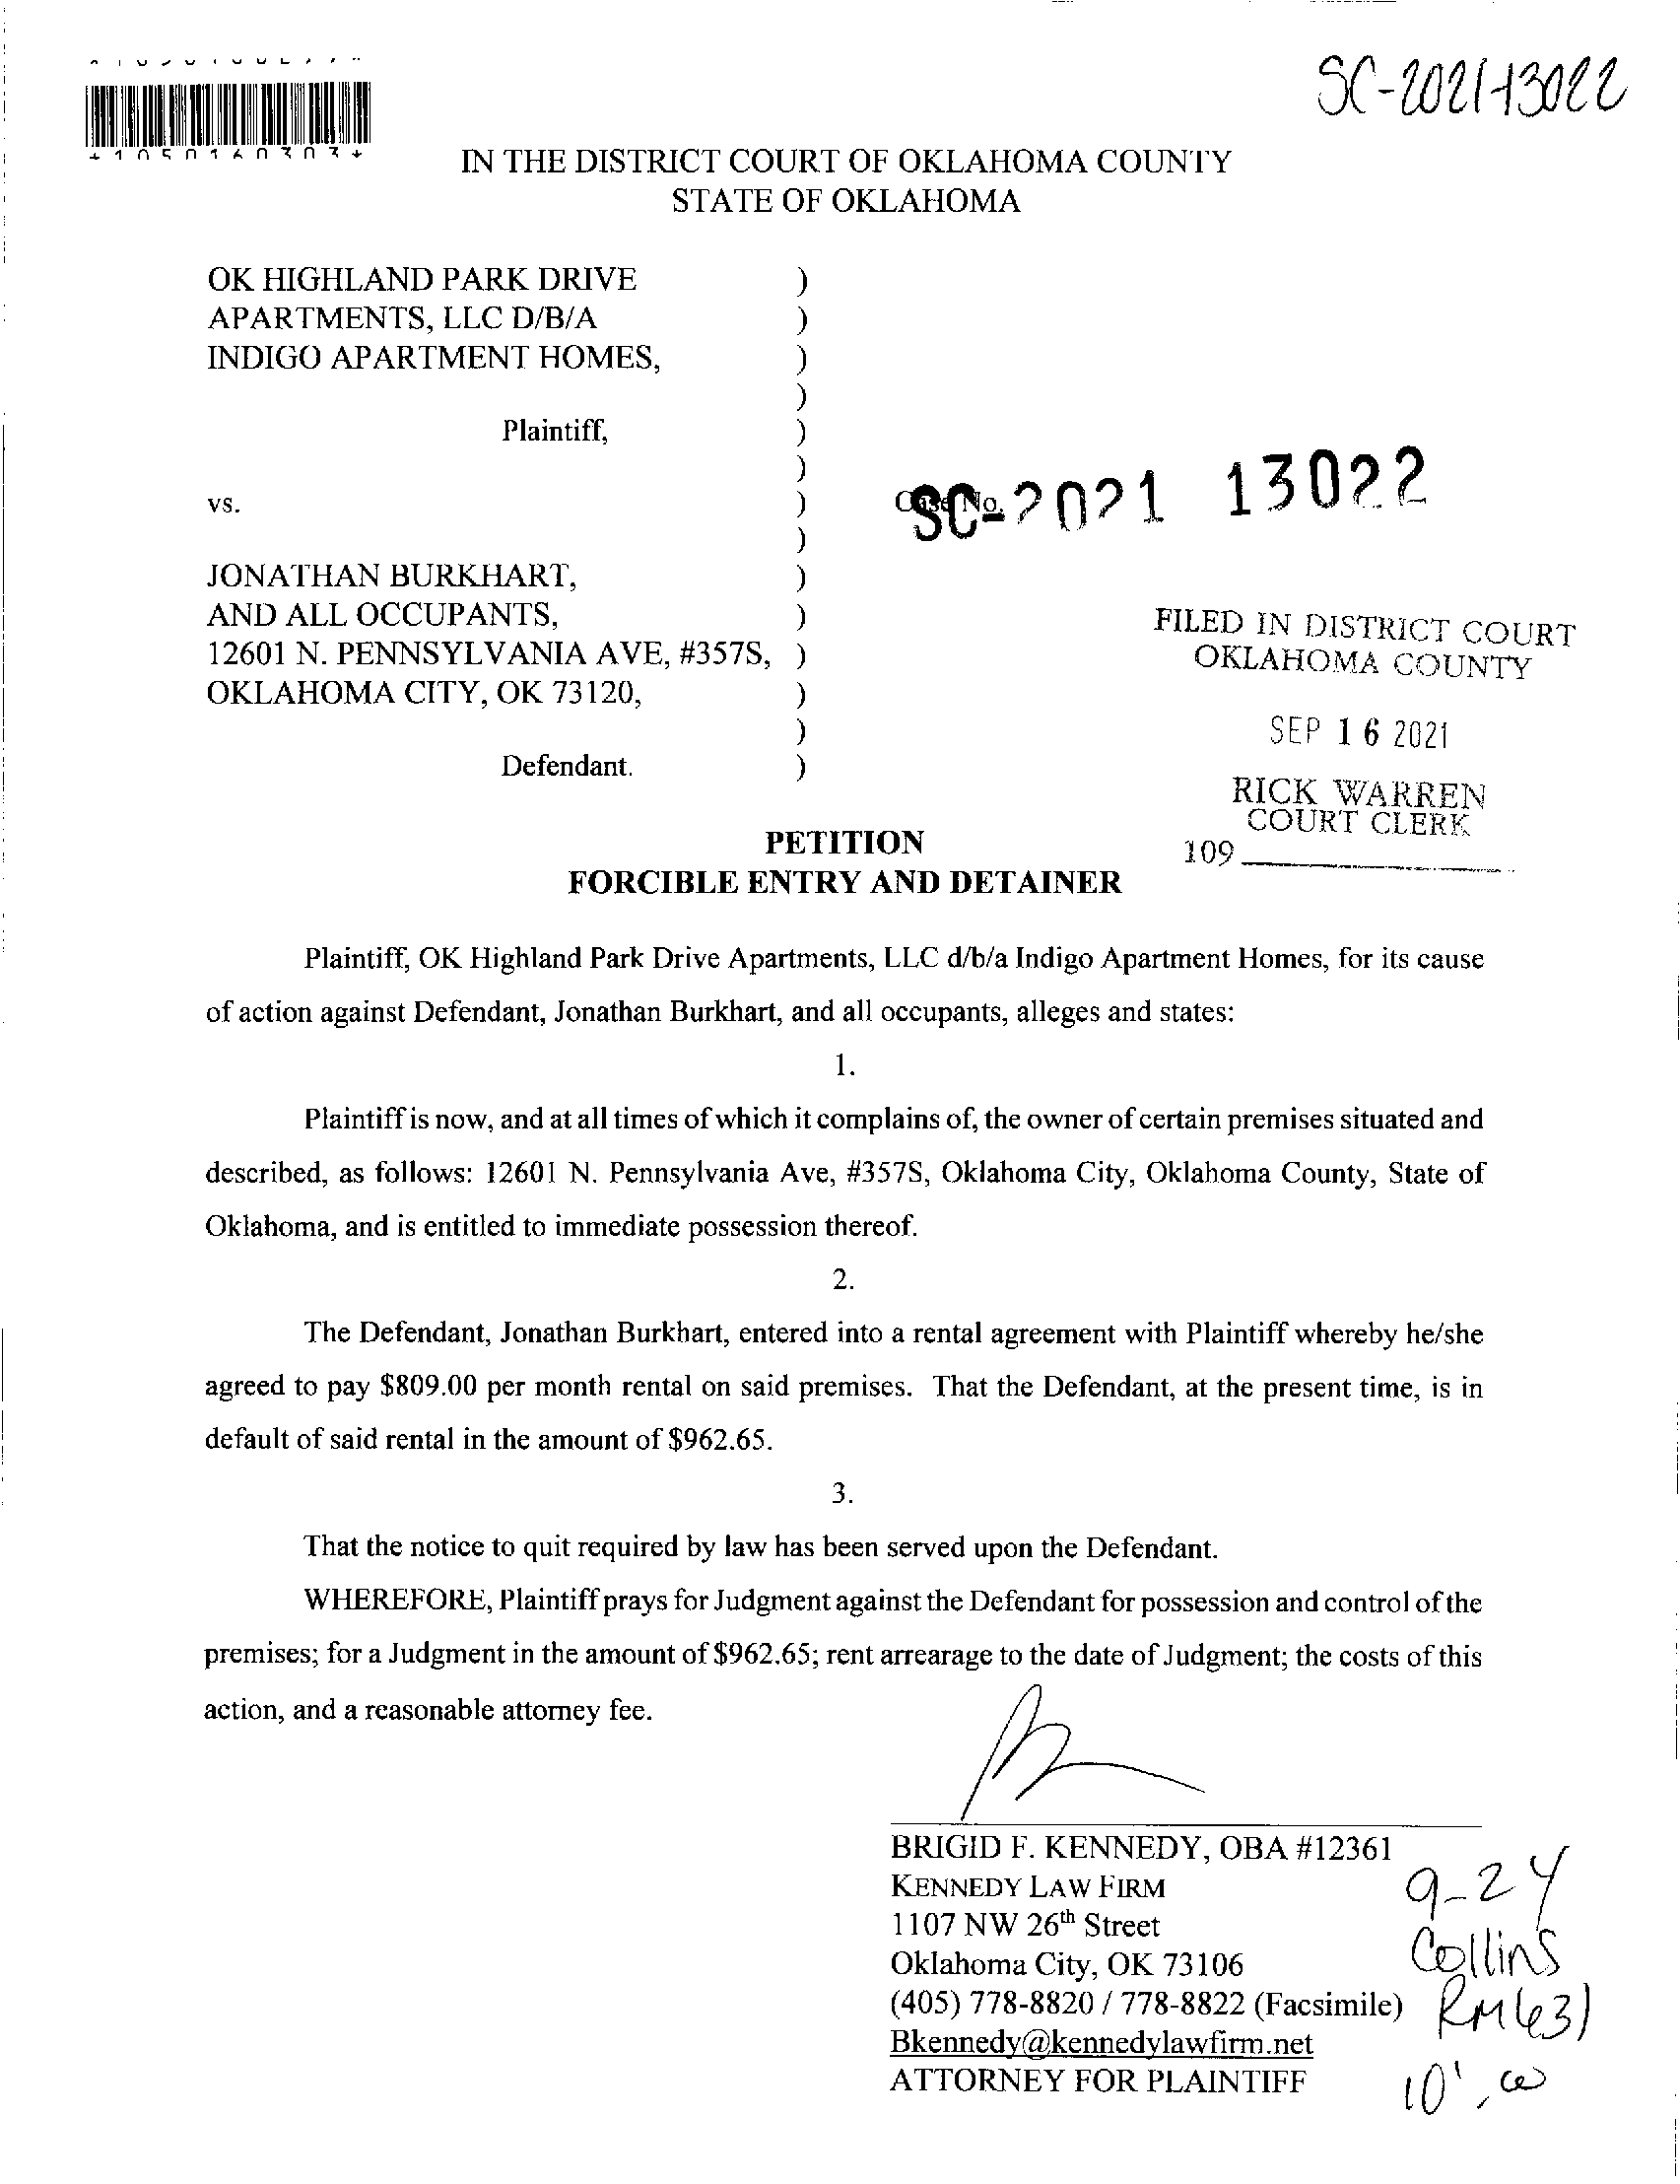 SC-2021-13022
*1050160303*
IN THE DISTRICT COURT OF OKLAHOMA COUNTY
STATE OF OKLAHOMA
OK HIGHLAND PARK DRIVE )
APARTMENTS, LLC D/B/A )
INDIGO APARTMENT HOMES, )
)
Plaintiff, )
)
vs. ) Case No. SC-2021 13022
)
JONATHAN BURKHART, )
AND ALL OCCUPANTS, )
12601 N. PENNSYLVANIA AVE, #357S, )
OKLAHOMA CITY, OK 73120, )
)
Defendant. )
FILED IN DISTRICT COURT
OKLAHOMA COUNTY
SEP 16 2021
RICK WARREN
COURT CLERK
109
PETITION
FORCIBLE ENTRY AND DETAINER
Plaintiff, OK Highland Park Drive Apartments, LLC d/b/a Indigo Apartment Homes, for its cause
of action against Defendant, Jonathan Burkhart, and all occupants, alleges and states:
1.
Plaintiff is now, and at all times of which it complains of, the owner of certain premises situated and
described, as follows: 12601 N. Pennsylvania Ave, #357S, Oklahoma City, Oklahoma County, State of
Oklahoma, and is entitled to immediate possession thereof.
2.
The Defendant, Jonathan Burkhart, entered into a rental agreement with Plaintiff whereby he/she
agreed to pay $809.00 per month rental on said premises. That the Defendant, at the present time, is in
default of said rental in the amount of $962.65.
3.
That the notice to quit required by law has been served upon the Defendant.
WHEREFORE, Plaintiff prays for Judgment against the Defendant for possession and control of the
premises; for a Judgment in the amount of $962.65; rent arrearage to the date of Judgment; the costs of this
action, and a reasonable attorney fee.
BRIGID F. KENNEDY, OBA #12361
KENNEDY LAW FIRM
1107 NW 26th Street
Oklahoma City, OK 73106
(405) 778-8820 / 778-8822 (Facsimile)
Bkennedy@kennedylawfirm.net
ATTORNEY FOR PLAINTIFF
9-24
Collins
RM 631